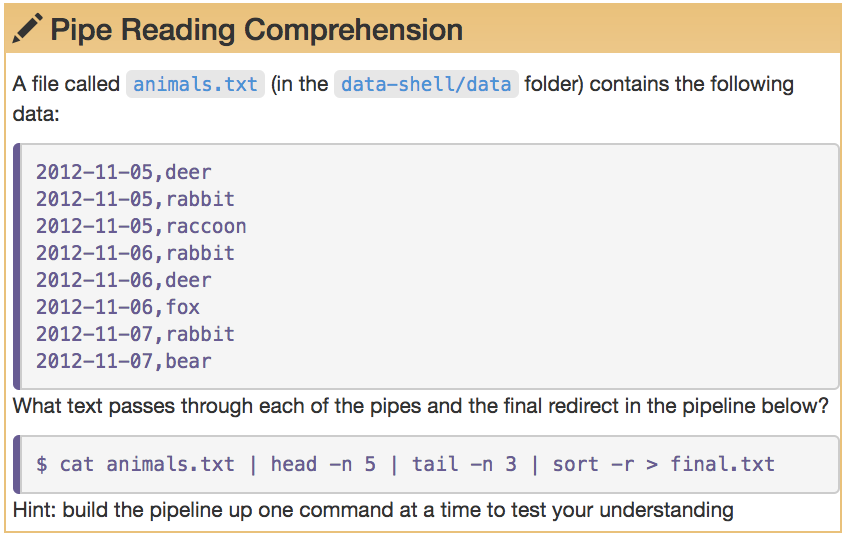 Pipe Reading Comprehension
A file called animals.txt (in the data-shell/data folder) contains the following
data:
2012-11-05,deer
2012-11-05,rabbit
2012-11-05,raccoon
2012-11-06,rabbit
2012-11-06,deer
2012-11-06,fox
2012-11-07,rabbit
2012-11-07,bear
What text passes through each of the pipes and the final redirect in the pipeline below?
$ cat animals.txt | head -n 5 | tail -n 3 | sort -r > final.txt
Hint: build the pipeline up one command at a time to test your understanding